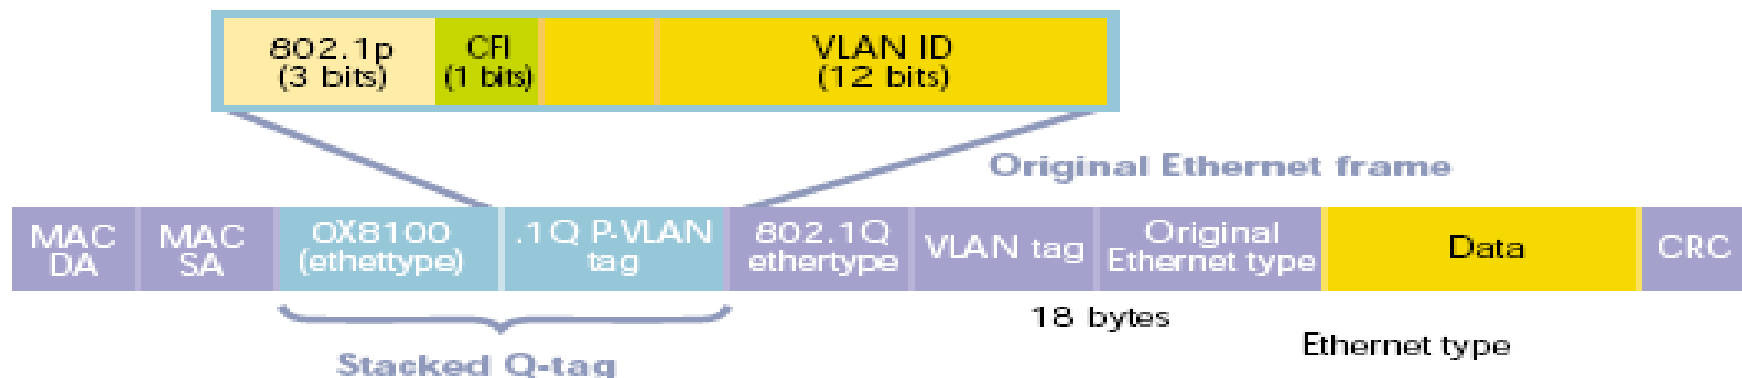 802.1p
(3 bits)
CFI
(1 bits)
VLAN ID
(12 bits)
Original Ethernet frame
MAC
DA
MAC
SA
0X8100
(ethettype)
.1Q P-VLAN
tag
802.1Q
ethertype
VLAN tag
Original
Ethernet type
Data
CRC
18 bytes
Ethernet type
Stacked Q-tag